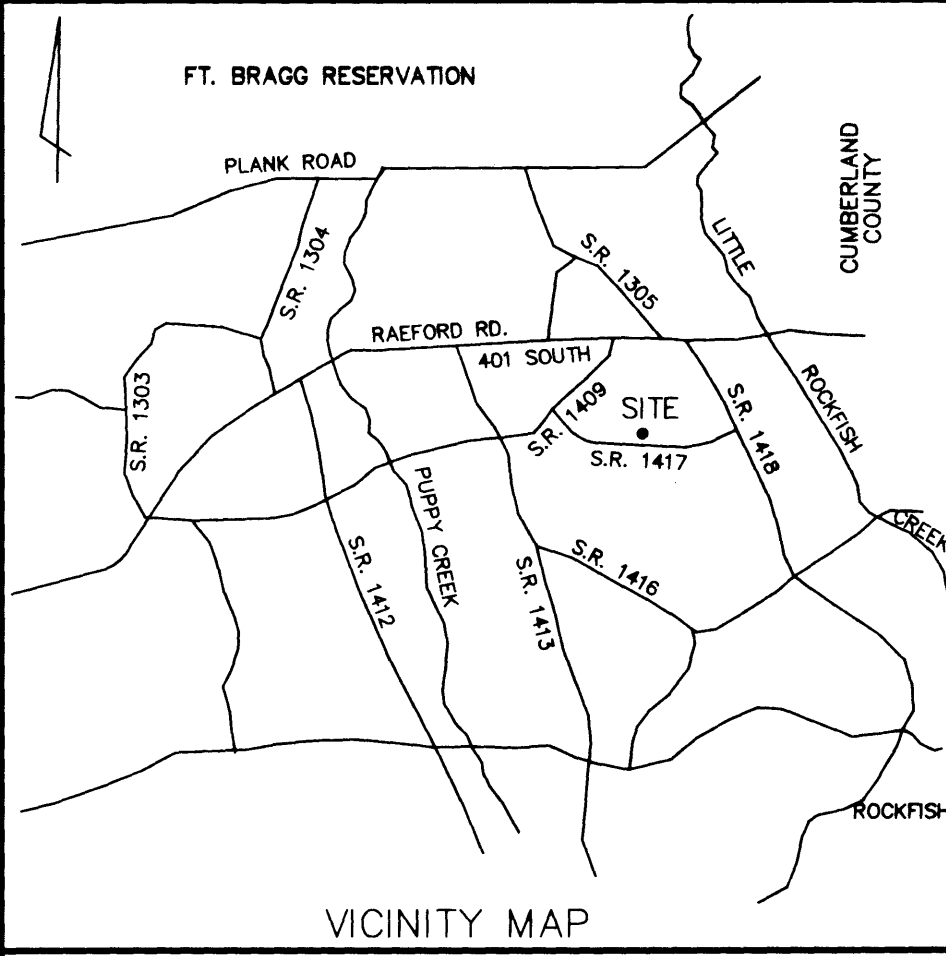 FT. BRAGG RESERVATION
PLANK ROAD
CUMBERLAND
COUNTY
S.R. 1304
S.R. 1305
LITTLE
RAEFORD RD.
401 SOUTH
S.R. 1303
S.R. 1409
SITE
S.R. 1417
S.R. 1418
ROCKFISH
CREEK
PUPPY CREEK
S.R. 1412
S.R. 1413
S.R. 1416
ROCKFISH
VICINITY MAP